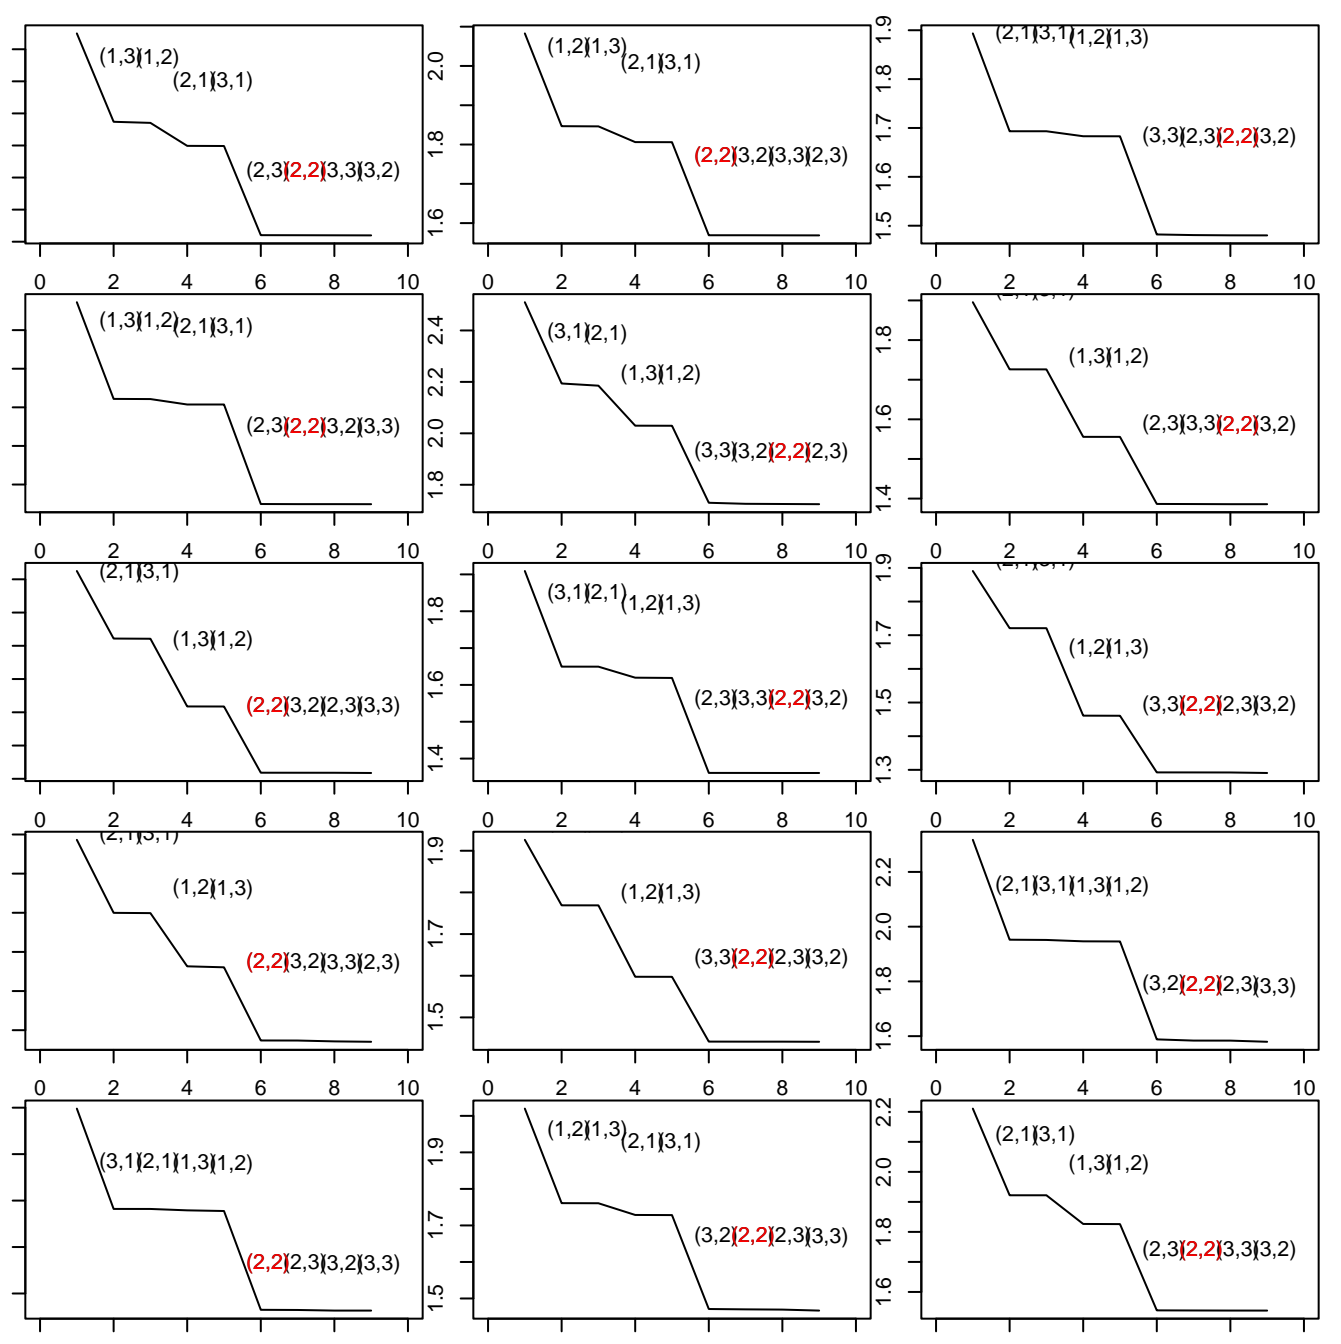 (1,3)(1,2)
(2,1)(3,1)
(2,3)(2,2)(3,3)(3,2)
0 2 4 6 8 10
1.6 1.8 2.0
(1,2)(1,3)
(2,1)(3,1)
(2,2)(3,2)(3,3)(2,3)
0 2 4 6 8 10
1.5 1.6 1.7 1.8 1.9
(2,1)(3,1)(1,2)(1,3)
(3,3)(2,3)(2,2)(3,2)
0 2 4 6 8 10
(1,3)(1,2)(2,1)(3,1)
(2,3)(2,2)(3,2)(3,3)
0 2 4 6 8 10
1.8 2.0 2.2 2.4
(3,1)(2,1)
(1,3)(1,2)
(3,3)(3,2)(2,2)(2,3)
0 2 4 6 8 10
1.4 1.6 1.8
(1,3)(1,2)
(2,3)(3,3)(2,2)(3,2)
0 2 4 6 8 10
(2,1)(3,1)
(1,3)(1,2)
(2,2)(3,2)(2,3)(3,3)
0 2 4 6 8 10
1.4 1.6 1.8
(3,1)(2,1)
(1,2)(1,3)
(2,3)(3,3)(2,2)(3,2)
0 2 4 6 8 10
1.3 1.5 1.7 1.9
(1,2)(1,3)
(3,3)(2,2)(2,3)(3,2)
0 2 4 6 8 10
(2,1)(3,1)
(1,2)(1,3)
(2,2)(3,2)(3,3)(2,3)
0 2 4 6 8 10
1.5 1.7 1.9
(1,2)(1,3)
(3,3)(2,2)(2,3)(3,2)
0 2 4 6 8 10
1.6 1.8 2.0 2.2
(2,1)(3,1)(1,3)(1,2)
(3,2)(2,2)(2,3)(3,3)
0 2 4 6 8 10
(3,1)(2,1)(1,3)(1,2)
(2,2)(2,3)(3,2)(3,3)
1.5 1.7 1.9
(1,2)(1,3)
(2,1)(3,1)
(3,2)(2,2)(2,3)(3,3)
1.6 1.8 2.0 2.2
(2,1)(3,1)
(1,3)(1,2)
(2,3)(2,2)(3,3)(3,2)